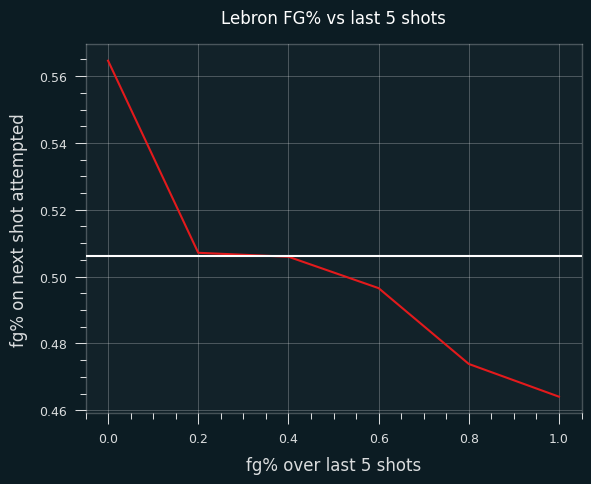 Lebron FG% vs last 5 shots
fg% on next shot attempted
0.56
0.54
0.52
0.50
0.48
0.46
0.0 0.2 0.4 0.6 0.8 1.0
fg% over last 5 shots